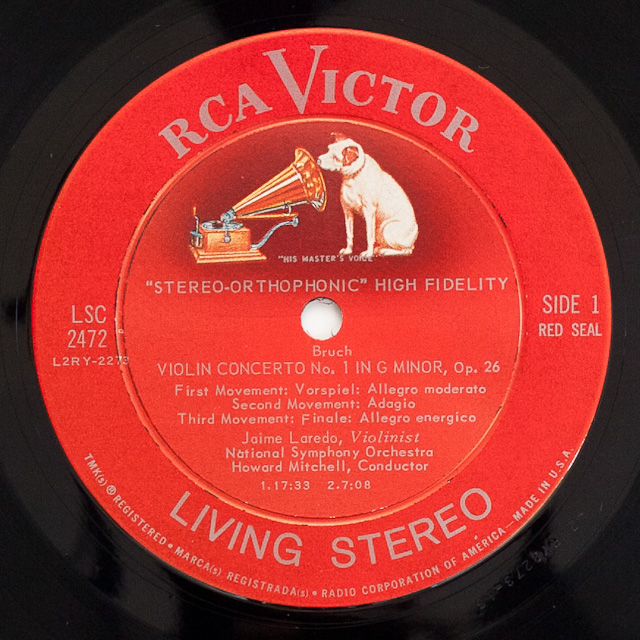 RCA VICTOR
"HIS MASTER'S VOICE"
"STEREO-ORTHOPHONIC" HIGH FIDELITY
LSC
2472
SIDE 1
RED SEAL
Bruch
VIOLIN CONCERTO No. 1 IN G MINOR, Op. 26
First Movement: Vorspiel: Allegro moderato
Second Movement: Adagio
Third Movement: Finale: Allegro energico
Jaime Laredo, Violinist
National Symphony Orchestra
Howard Mitchell, Conductor
1.17:33 2.7:08
LIVING STEREO
TMK(s) ® REGISTERED • MARCA(s) REGISTRADA(s) • RADIO CORPORATION OF AMERICA—MADE IN U.S.A.